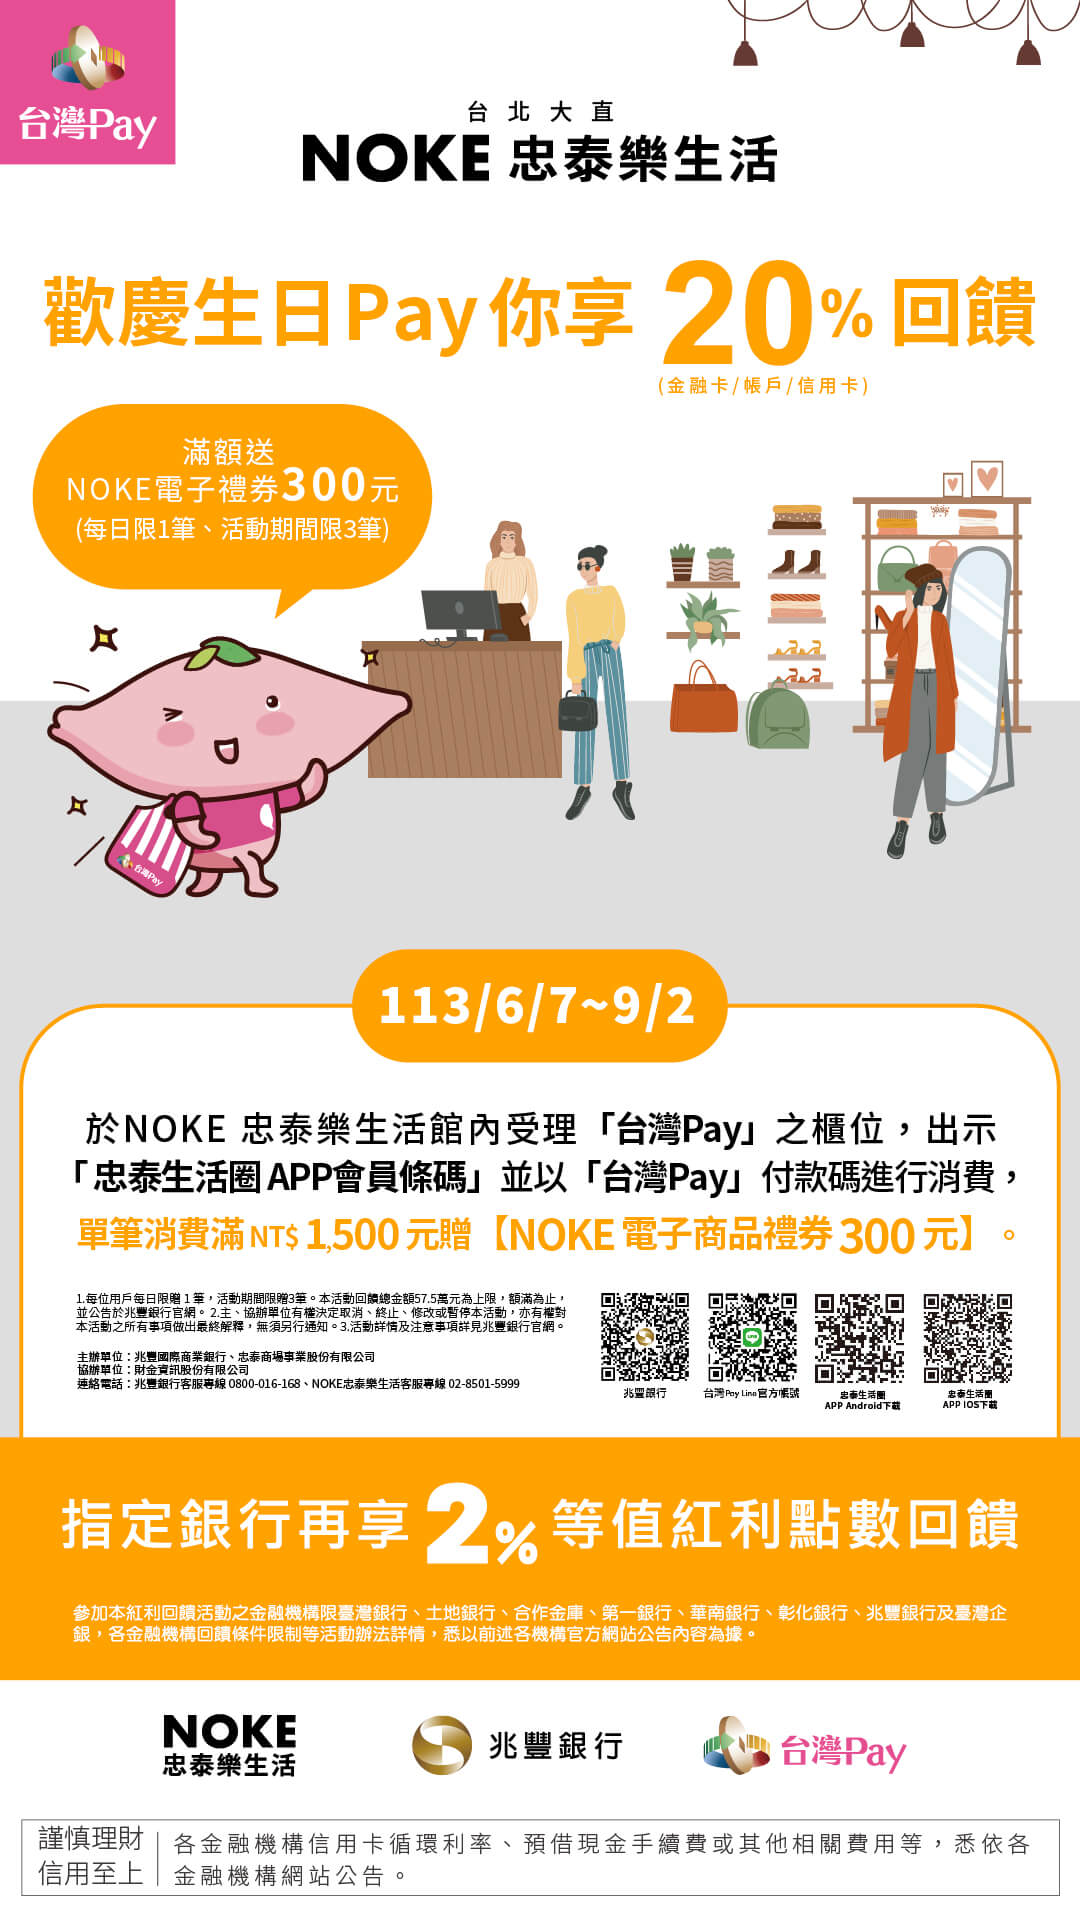 台灣Pay
台北大直
NOKE 忠泰樂生活
歡慶生日Pay你享 20% 回饋
(金融卡/帳戶/信用卡)
滿額送
NOKE電子禮券300元
(每日限1筆、活動期間限3筆)
台灣Pay
113/6/7~9/2
於NOKE 忠泰樂生活館內受理「台灣Pay」之櫃位，出示
「忠泰生活圈 APP會員條碼」並以「台灣Pay」付款碼進行消費，
單筆消費滿 NT$ 1,500 元贈【NOKE 電子商品禮券 300 元】。
1.每位用戶每日限贈 1 筆，活動期間限贈3筆。本活動回饋總金額57.5萬元為上限，額滿為止，
並公告於兆豐銀行官網。 2.主、協辦單位有權決定取消、終止、修改或暫停本活動，亦有權對
本活動之所有事項做出最終解釋，無須另行通知。3.活動詳情及注意事項詳見兆豐銀行官網。
主辦單位：兆豐國際商業銀行、忠泰商場事業股份有限公司
協辦單位：財金資訊股份有限公司
連絡電話：兆豐銀行客服專線 0800-016-168、NOKE忠泰樂生活客服專線 02-8501-5999
兆豐銀行
台灣Pay Line官方帳號
忠泰生活圈
APP Android下載
忠泰生活圈
APP IOS下載
指定銀行再享 2% 等值紅利點數回饋
參加本紅利回饋活動之金融機構限臺灣銀行、土地銀行、合作金庫、第一銀行、華南銀行、彰化銀行、兆豐銀行及臺灣企
銀，各金融機構回饋條件限制等活動辦法詳情，悉以前述各機構官方網站公告內容為據。
NOKE
忠泰樂生活
兆豐銀行
台灣Pay
謹慎理財
信用至上
各金融機構信用卡循環利率、預借現金手續費或其他相關費用等，悉依各
金融機構網站公告。